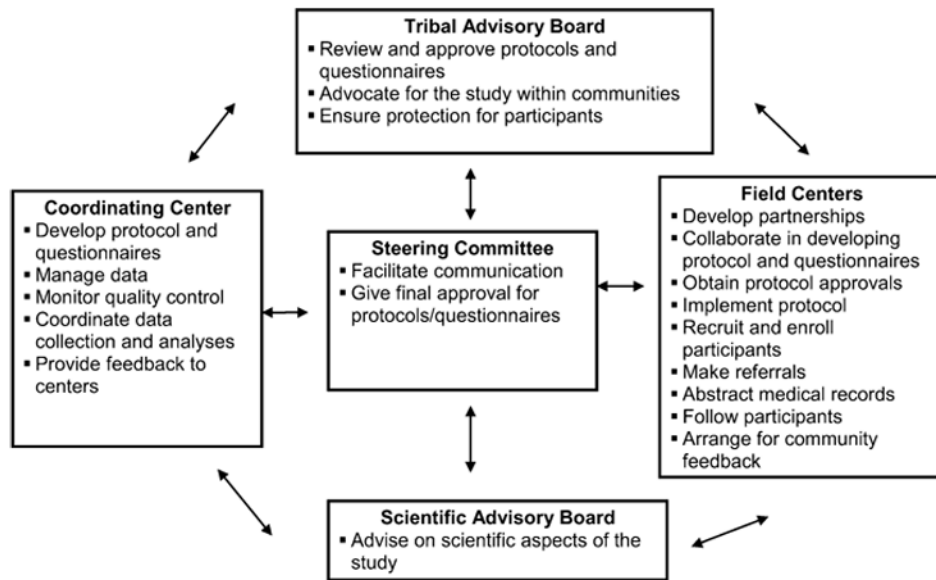 Tribal Advisory Board
▪ Review and approve protocols and
questionnaires
▪ Advocate for the study within communities
▪ Ensure protection for participants
Coordinating Center
▪ Develop protocol and
questionnaires
▪ Manage data
▪ Monitor quality control
▪ Coordinate data
collection and analyses
▪ Provide feedback to
centers
Steering Committee
▪ Facilitate communication
▪ Give final approval for
protocols/questionnaires
Field Centers
▪ Develop partnerships
▪ Collaborate in developing
protocol and questionnaires
▪ Obtain protocol approvals
▪ Implement protocol
▪ Recruit and enroll
participants
▪ Make referrals
▪ Abstract medical records
▪ Follow participants
▪ Arrange for community
feedback
Scientific Advisory Board
▪ Advise on scientific aspects of the
study